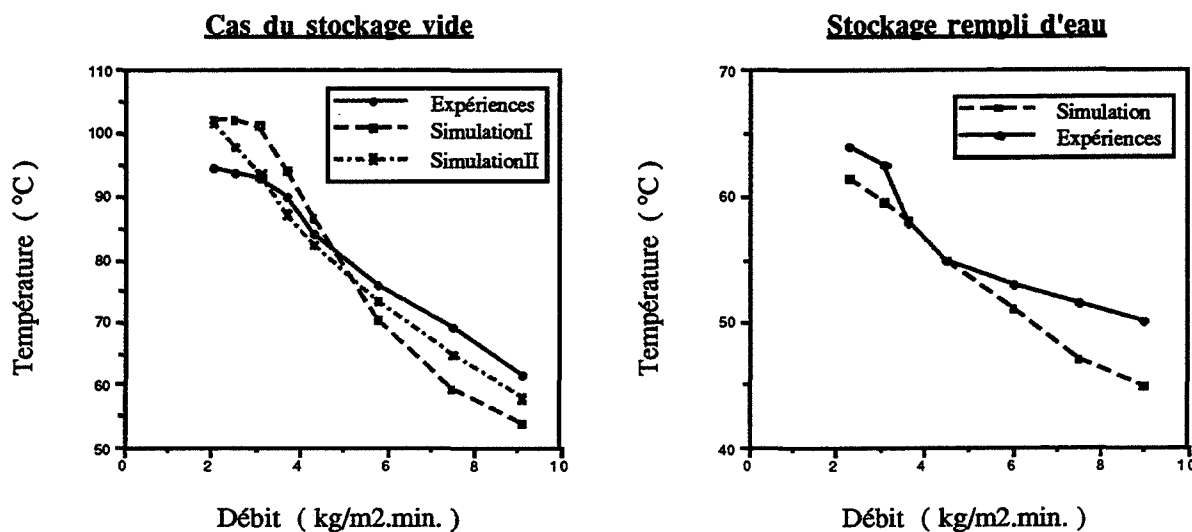 Cas du stockage vide
110
100
90
80
70
60
50
0
2
4
6
8
10
Expériences
SimulationI
SimulationII
Température ( °C )
Débit ( kg/m2.min. )
Stockage rempli d'eau
70
60
50
40
0
2
4
6
8
10
Simulation
Expériences
Température ( °C )
Débit ( kg/m2.min. )